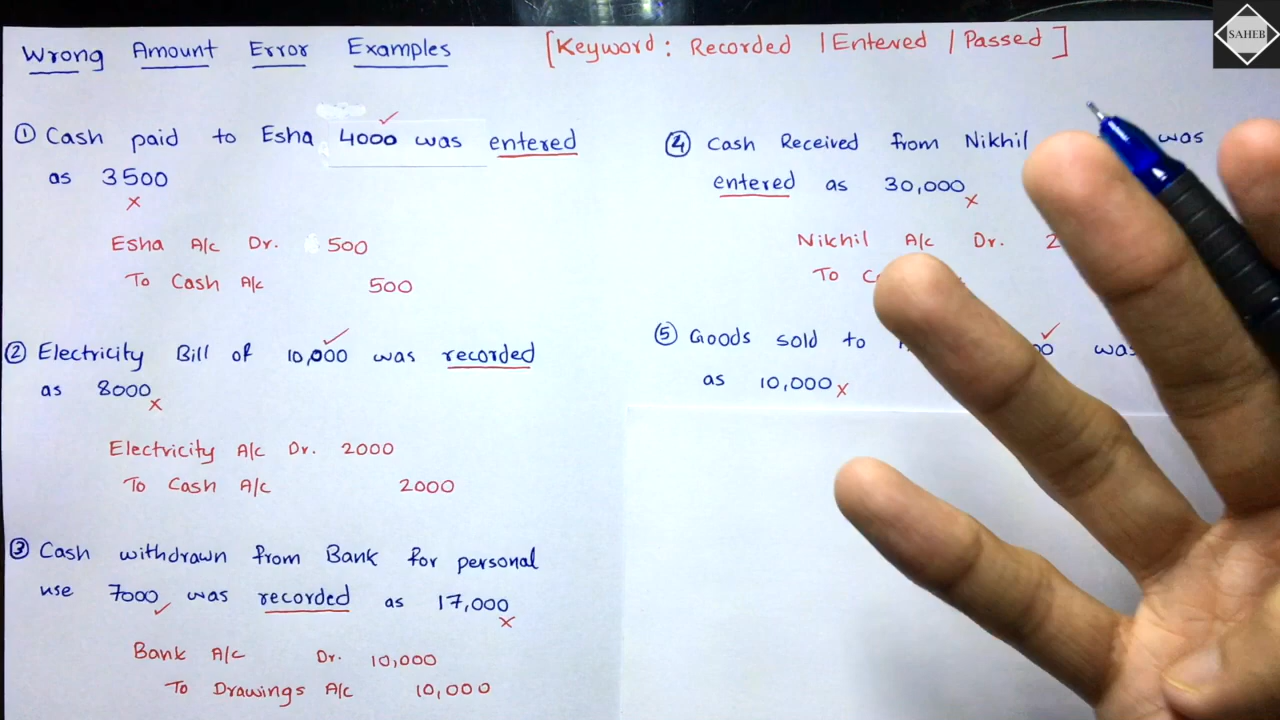 Wrong Amount Error Examples [Keyword: Recorded | Entered | Passed]
SAHEB
① Cash paid to Esha 4000 was entered
as 3500
Esha A/c Dr. 500
To Cash A/c 500
② Electricity Bill of 10,000 was recorded
as 8000
Electricity A/c Dr. 2000
To Cash A/c 2000
③ Cash withdrawn from Bank for personal
use 7000 was recorded as 17,000
Bank A/c Dr. 10,000
To Drawings A/c 10,000
④ Cash Received from Nikhil was
entered as 30,000
Nikhil A/c Dr. 2
To
⑤ Goods sold to was
as 10,000